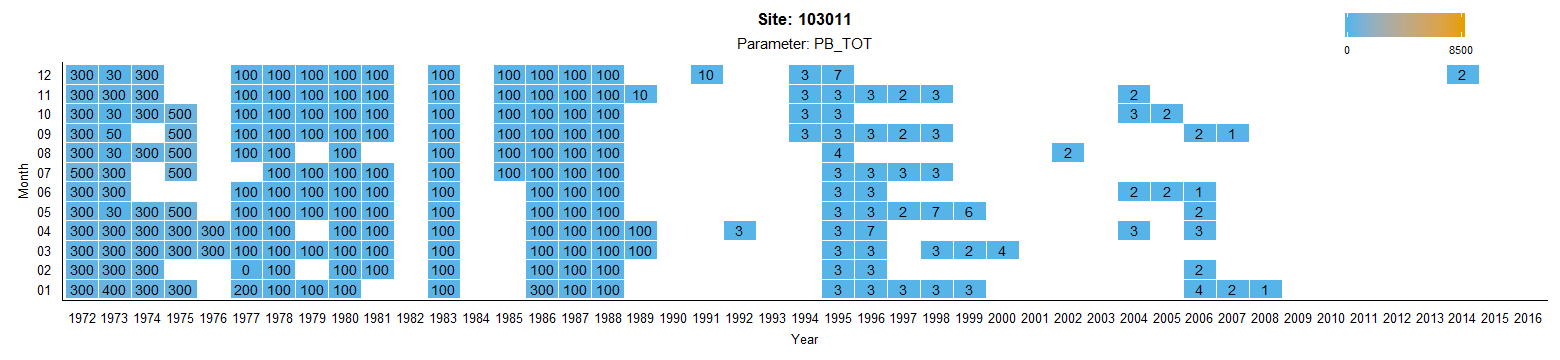 Site: 103011
Parameter: PB_TOT
0 8500
Month
12 300 30 300 100 100 100 100 100 100 100 100 100 100 10 3 7 2
11 300 300 300 100 100 100 100 100 100 100 100 100 100 10 3 3 3 2 3 2
10 300 30 300 500 100 100 100 100 100 100 100 100 100 100 3 3 3 2
09 300 50 500 100 100 100 100 100 100 100 100 100 100 3 3 3 2 3 2 1
08 300 30 300 500 100 100 100 100 100 100 100 100 4 2
07 500 300 500 100 100 100 100 100 100 100 100 100 3 3 3 3
06 300 300 100 100 100 100 100 100 100 100 100 3 3 2 2 1
05 300 30 300 500 100 100 100 100 100 100 100 100 100 3 3 2 7 6 2
04 300 300 300 300 300 100 100 100 100 100 100 100 100 100 3 3 7 3 3
03 300 300 300 300 300 100 100 100 100 100 100 100 100 100 100 3 3 3 2 4
02 300 300 300 0 100 100 100 100 100 100 100 3 3 2
01 300 400 300 300 200 100 100 100 100 300 100 100 3 3 3 3 3 4 2 1
1972 1973 1974 1975 1976 1977 1978 1979 1980 1981 1982 1983 1984 1985 1986 1987 1988 1989 1990 1991 1992 1993 1994 1995 1996 1997 1998 1999 2000 2001 2002 2003 2004 2005 2006 2007 2008 2009 2010 2011 2012 2013 2014 2015 2016
Year